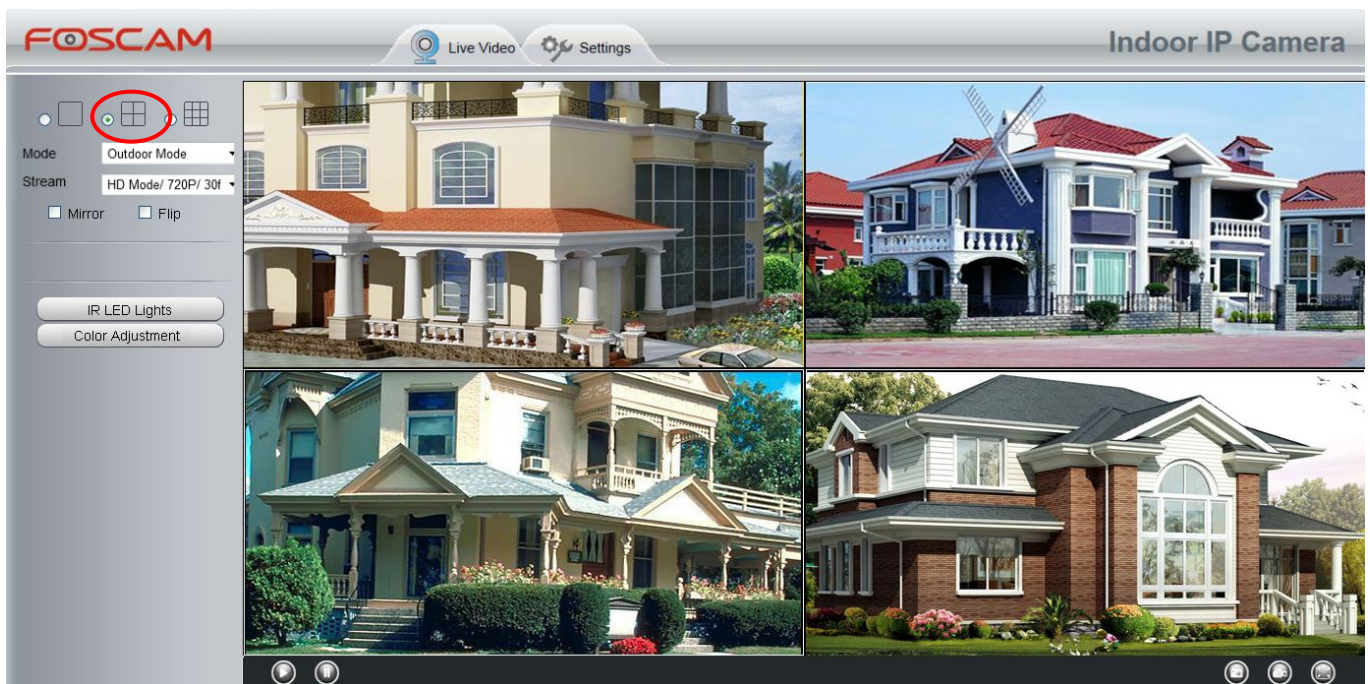 FOSCAM
Live Video
Settings
Indoor IP Camera
Mode
Outdoor Mode
Stream
HD Mode/ 720P/ 30f
Mirror
Flip
IR LED Lights
Color Adjustment